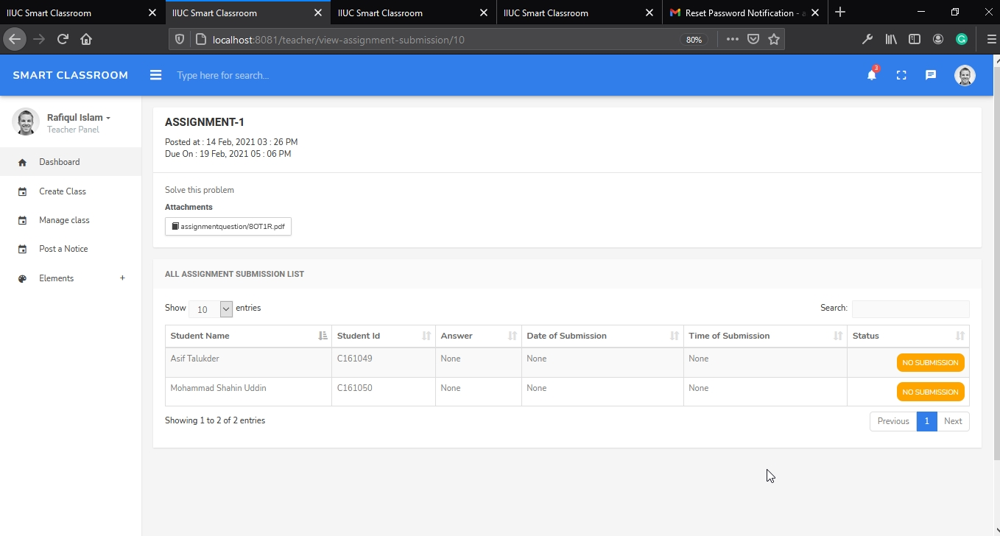 IIUC Smart Classroom
IIUC Smart Classroom
IIUC Smart Classroom
IIUC Smart Classroom
Reset Password Notification - a
localhost:8081/teacher/view-assignment-submission/10
80%
SMART CLASSROOM
Type here for search...
3
Rafiqul Islam
Teacher Panel
Dashboard
Create Class
Manage class
Post a Notice
Elements +
ASSIGNMENT-1
Posted at : 14 Feb, 2021 03 : 26 PM
Due On : 19 Feb, 2021 05 : 06 PM
Solve this problem
Attachments
assignmentquestion/8OT1R.pdf
ALL ASSIGNMENT SUBMISSION LIST
Show 10 entries Search:
Student Name Student Id Answer Date of Submission Time of Submission Status
Asif Talukder C161049 None None None NO SUBMISSION
Mohammad Shahin Uddin C161050 None None None NO SUBMISSION
Showing 1 to 2 of 2 entries Previous 1 Next